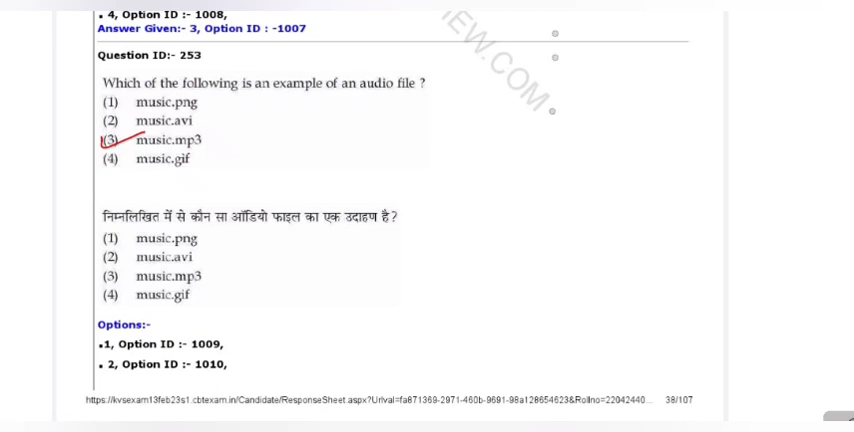 . 4, Option ID :- 1008,
Answer Given:- 3, Option ID : -1007
EW.COM
Question ID:- 253
Which of the following is an example of an audio file ?
(1) music.png
(2) music.avi
(3) music.mp3
(4) music.gif
निम्नलिखित में से कौन सा ऑडियो फाइल का एक उदाहण है?
(1) music.png
(2) music.avi
(3) music.mp3
(4) music.gif
Options:-
.1, Option ID :- 1009,
. 2, Option ID :- 1010,
https://kvsexam13feb23s1.cbtexam.in/Candidate/ResponseSheet.aspx?Urlval=fa871369-2971-460b-9691-98a128654623&Rollno=22042440... 38/107